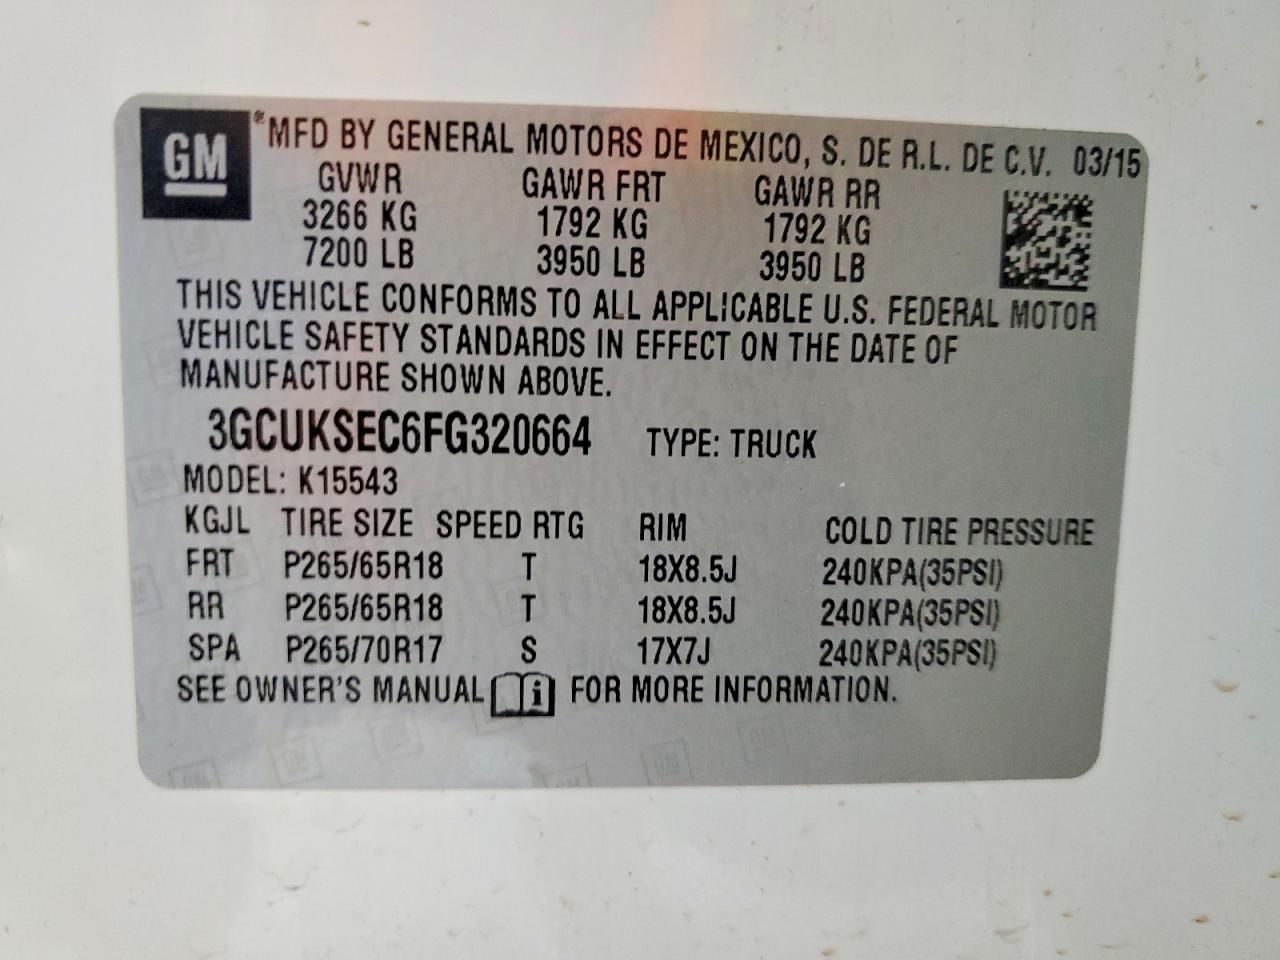 GM ® MFD BY GENERAL MOTORS DE MEXICO, S. DE R.L. DE C.V. 03/15
GVWR GAWR FRT GAWR RR
3266 KG 1792 KG 1792 KG
7200 LB 3950 LB 3950 LB
THIS VEHICLE CONFORMS TO ALL APPLICABLE U.S. FEDERAL MOTOR
VEHICLE SAFETY STANDARDS IN EFFECT ON THE DATE OF
MANUFACTURE SHOWN ABOVE.
3GCUKSEC6FG320664 TYPE: TRUCK
MODEL: K15543
KGJL TIRE SIZE SPEED RTG RIM COLD TIRE PRESSURE
FRT P265/65R18 T 18X8.5J 240KPA(35PSI)
RR P265/65R18 T 18X8.5J 240KPA(35PSI)
SPA P265/70R17 S 17X7J 240KPA(35PSI)
SEE OWNER'S MANUAL i FOR MORE INFORMATION.